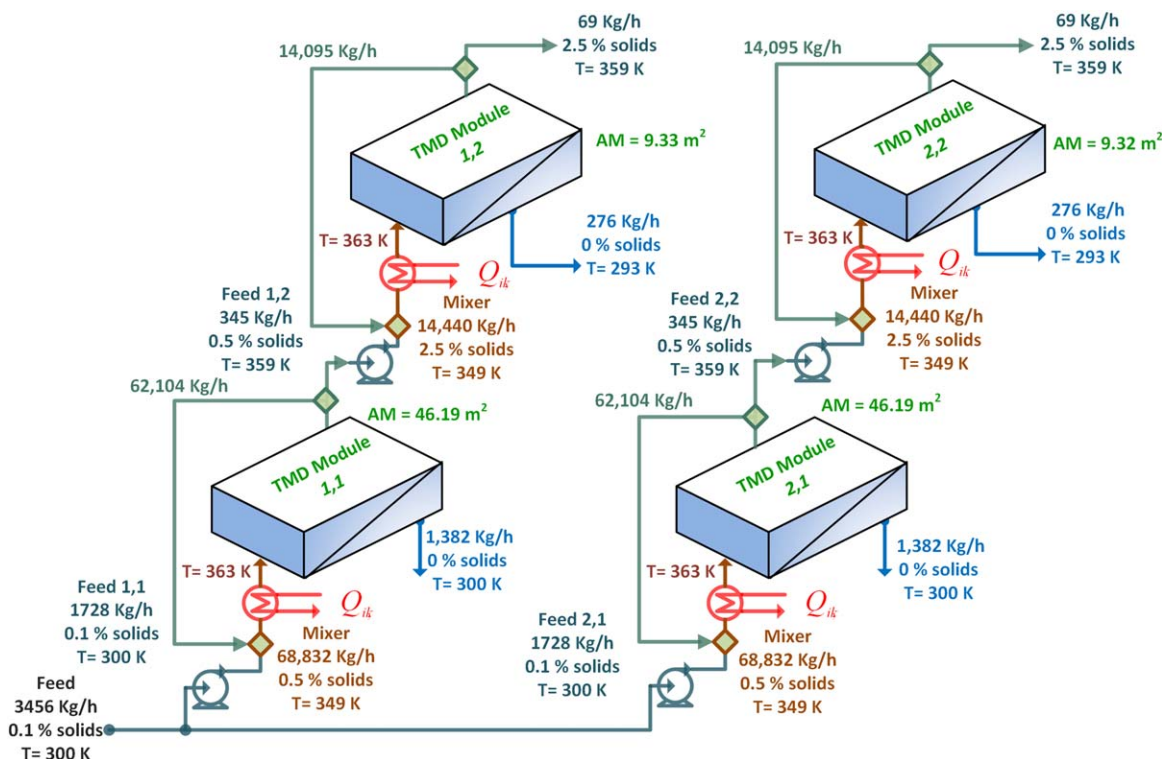 69 Kg/h
2.5 % solids
T= 359 K
14,095 Kg/h
TMD Module
1,2
AM = 9.33 m²
276 Kg/h
0 % solids
T= 293 K
T= 363 K
Q_ik
Feed 1,2
345 Kg/h
0.5 % solids
T= 359 K
Mixer
14,440 Kg/h
2.5 % solids
T= 349 K
62,104 Kg/h
AM = 46.19 m²
TMD Module
1,1
1,382 Kg/h
0 % solids
T= 300 K
T= 363 K
Q_ik
Feed 1,1
1728 Kg/h
0.1 % solids
T= 300 K
Mixer
68,832 Kg/h
0.5 % solids
T= 349 K
Feed
3456 Kg/h
0.1 % solids
T= 300 K
69 Kg/h
2.5 % solids
T= 359 K
14,095 Kg/h
TMD Module
2,2
AM = 9.32 m²
276 Kg/h
0 % solids
T= 293 K
T= 363 K
Q_ik
Feed 2,2
345 Kg/h
0.5 % solids
T= 359 K
Mixer
14,440 Kg/h
2.5 % solids
T= 349 K
62,104 Kg/h
AM = 46.19 m²
TMD Module
2,1
1,382 Kg/h
0 % solids
T= 300 K
T= 363 K
Q_ik
Feed 2,1
1728 Kg/h
0.1 % solids
T= 300 K
Mixer
68,832 Kg/h
0.5 % solids
T= 349 K